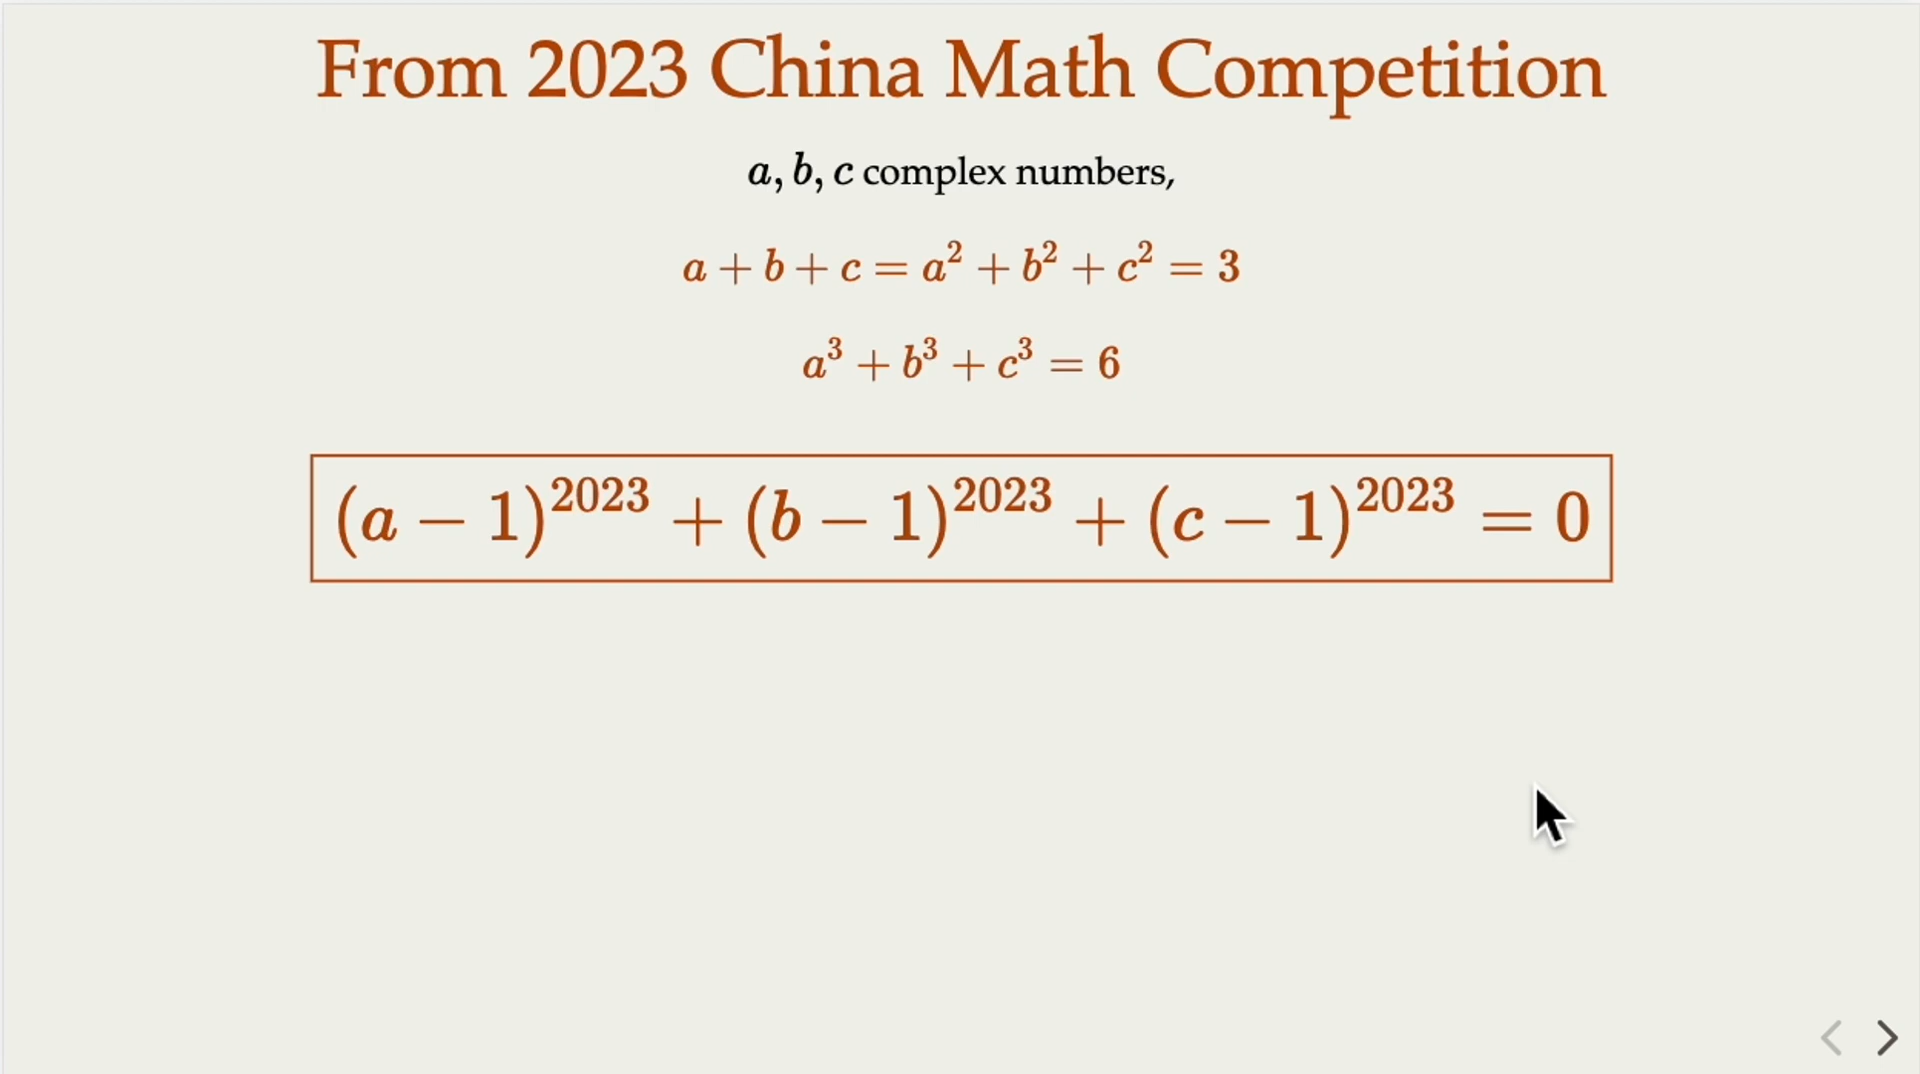 From 2023 China Math Competition
a, b, c complex numbers,
a + b + c = a² + b² + c² = 3
a³ + b³ + c³ = 6
(a − 1)²⁰²³ + (b − 1)²⁰²³ + (c − 1)²⁰²³ = 0